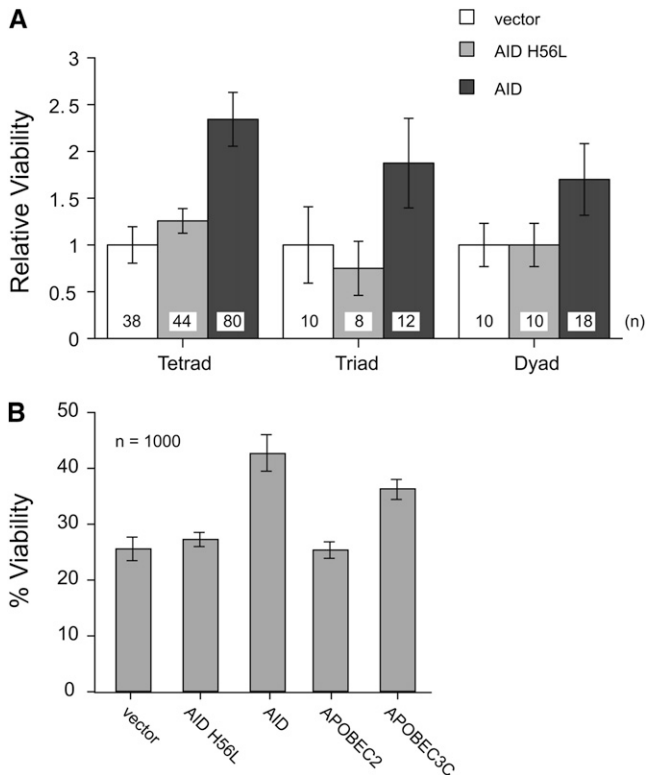 A
vector
AID H56L
AID
Relative Viability
3
2.5
2
1.5
1
0.5
0
38 44 80 10 8 12 10 10 18 (n)
Tetrad Triad Dyad
B
% Viability
50
40
30
20
10
0
n = 1000
vector
AID H56L
AID
APOBEC2
APOBEC3C